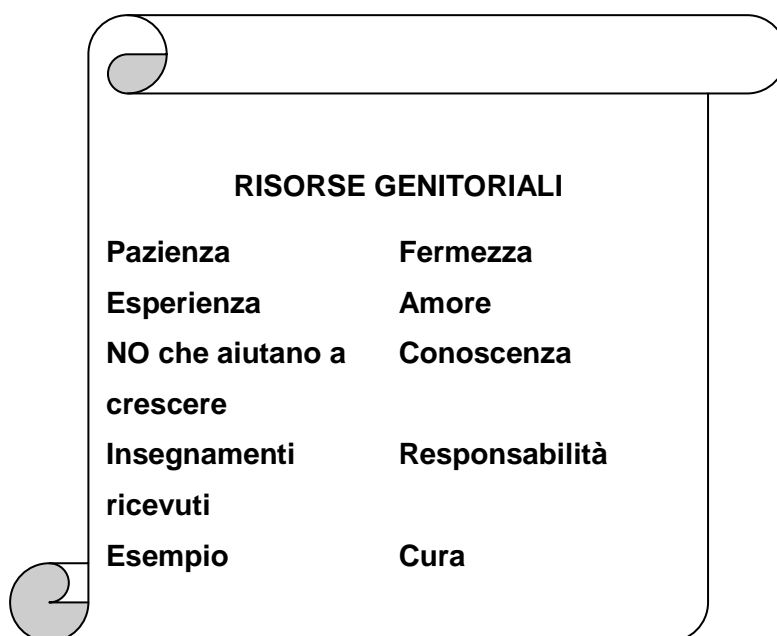 RISORSE GENITORIALI
Pazienza Fermezza
Esperienza Amore
NO che aiutano a Conoscenza
crescere
Insegnamenti Responsabilità
ricevuti
Esempio Cura